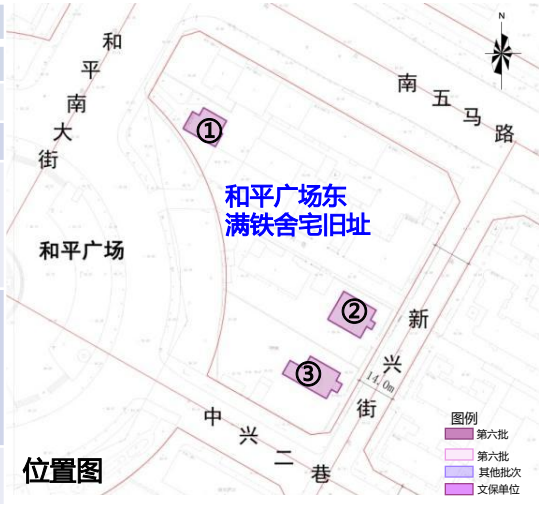 N
和平南大街
南五马路
①
和平广场东
满铁舍宅旧址
和平广场
②
新兴街
③
14.0m
中兴二巷
位置图
图例
第六批
第六批
其他批次
文保单位